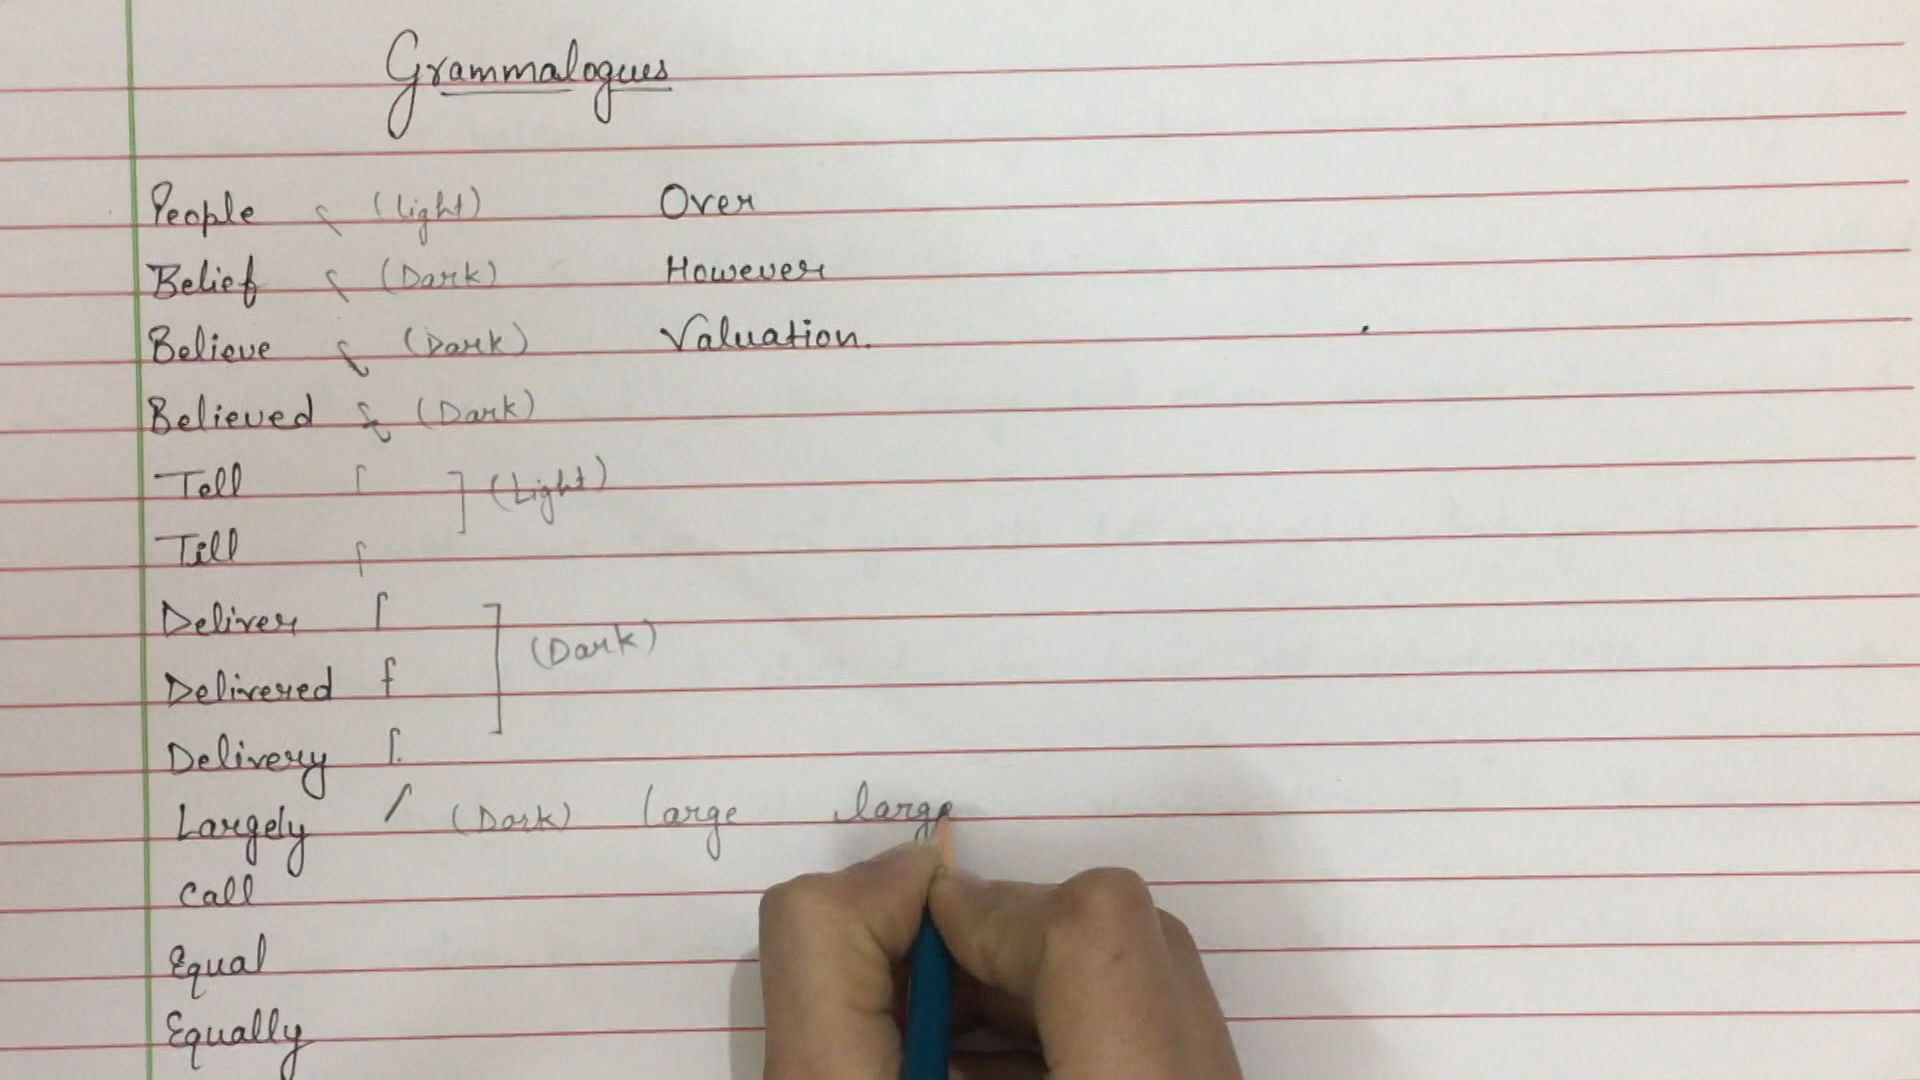 Grammalogues
People (Light) Over
Belief (Dark) However
Believe (Dark) Valuation.
Believed (Dark)
Tell ] (Light)
Till
Deliver
Delivered ] (Dark)
Delivery
Largely (Dark) large large
Call
Equal
Equally